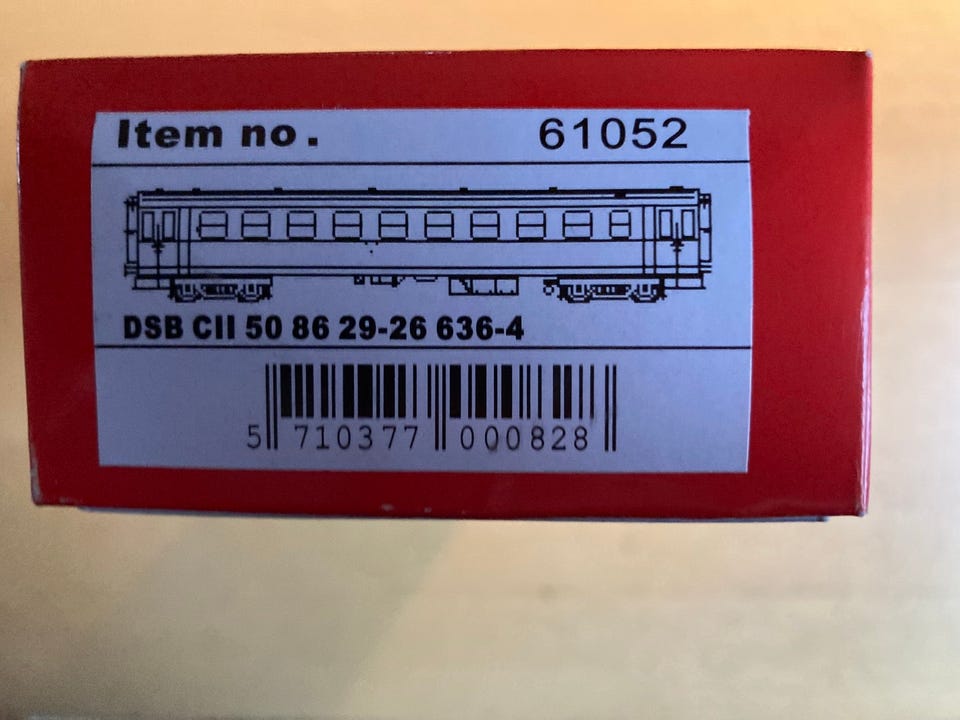 Item no. 61052
DSB CII 50 86 29-26 636-4
5 710377 000828